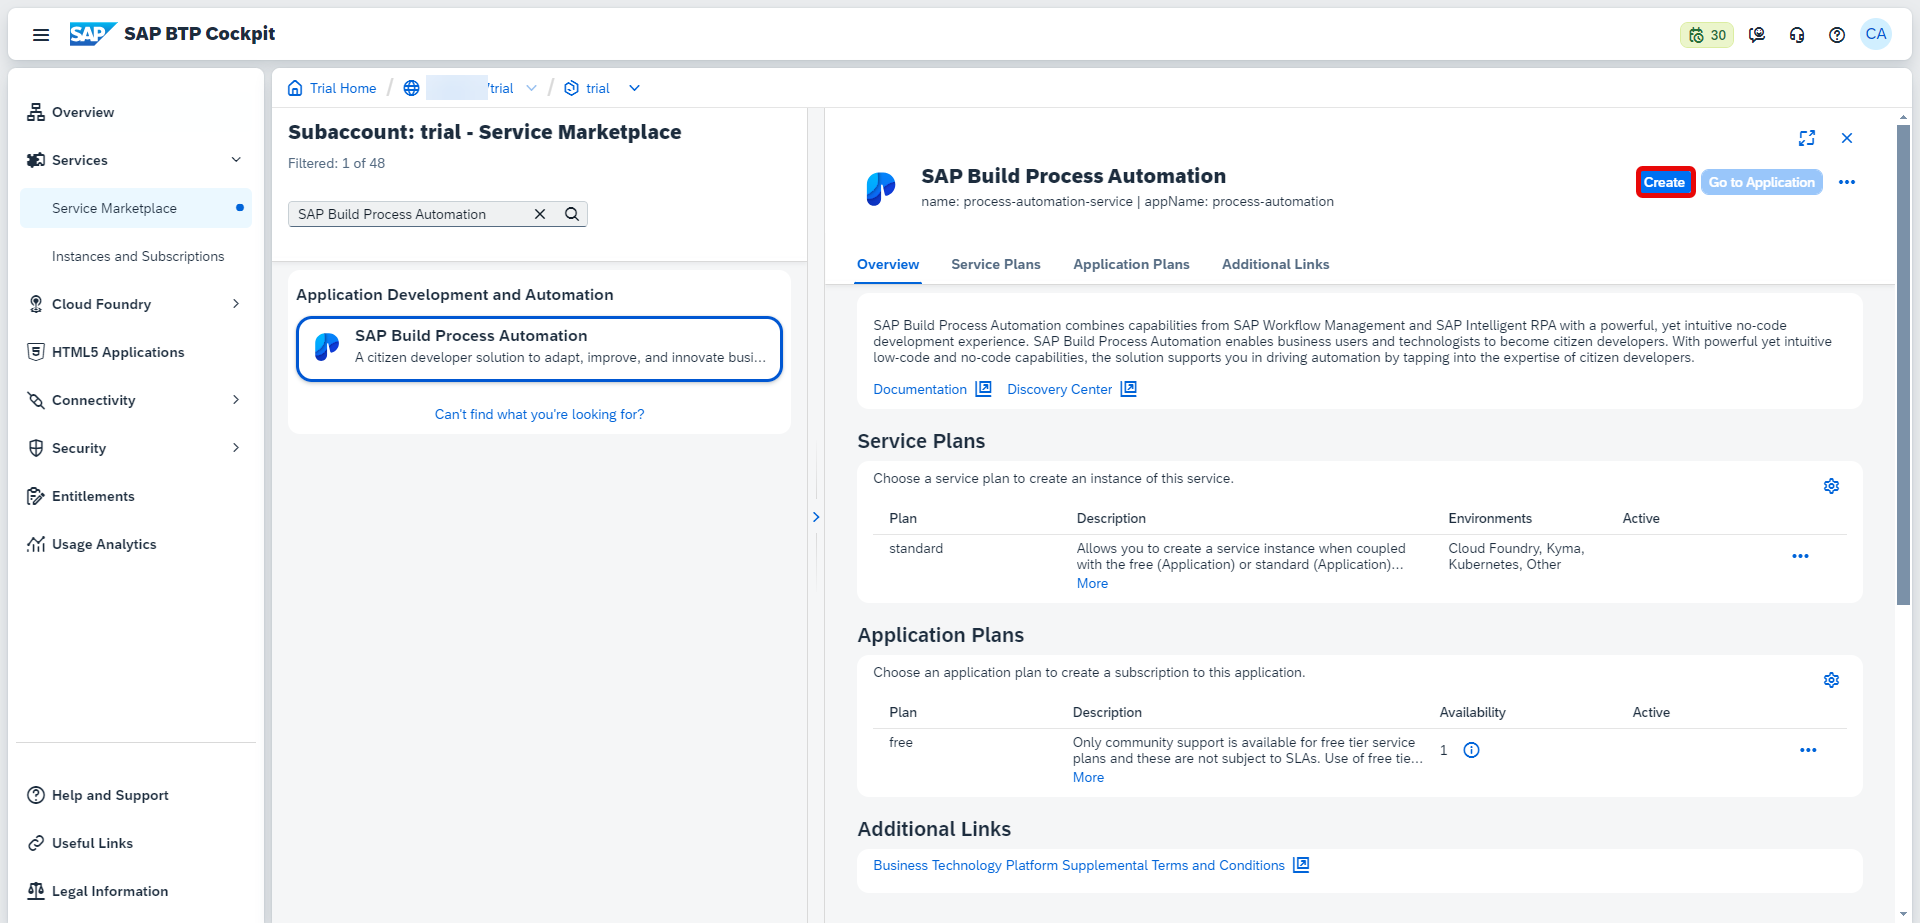 SAP SAP BTP Cockpit
30
CA
Overview
Services
Service Marketplace
Instances and Subscriptions
Cloud Foundry
HTML5 Applications
Connectivity
Security
Entitlements
Usage Analytics
Help and Support
Useful Links
Legal Information
Trial Home / trial / trial
Subaccount: trial - Service Marketplace
Filtered: 1 of 48
SAP Build Process Automation
Application Development and Automation
SAP Build Process Automation
A citizen developer solution to adapt, improve, and innovate busi...
Can't find what you're looking for?
SAP Build Process Automation
name: process-automation-service | appName: process-automation
Create
Go to Application
Overview Service Plans Application Plans Additional Links
SAP Build Process Automation combines capabilities from SAP Workflow Management and SAP Intelligent RPA with a powerful, yet intuitive no-code
development experience. SAP Build Process Automation enables business users and technologists to become citizen developers. With powerful yet intuitive
low-code and no-code capabilities, the solution supports you in driving automation by tapping into the expertise of citizen developers.
Documentation Discovery Center
Service Plans
Choose a service plan to create an instance of this service.
Plan Description Environments Active
standard Allows you to create a service instance when coupled Cloud Foundry, Kyma,
with the free (Application) or standard (Application)... Kubernetes, Other
More
Application Plans
Choose an application plan to create a subscription to this application.
Plan Description Availability Active
free Only community support is available for free tier service 1
plans and these are not subject to SLAs. Use of free tie...
More
Additional Links
Business Technology Platform Supplemental Terms and Conditions